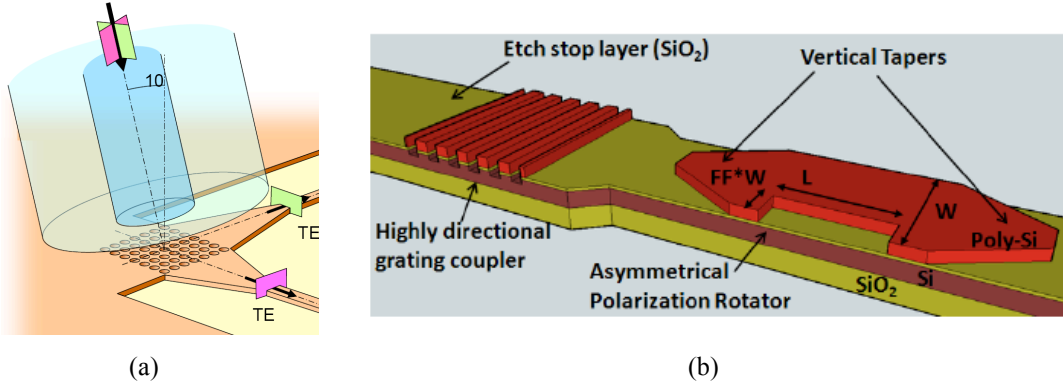 10
TE
TE
(a)
Etch stop layer (SiO₂)
Vertical Tapers
FF*W
L
W
Poly-Si
Highly directional
grating coupler
Asymmetrical
Polarization Rotator
SiO₂
Si
(b)